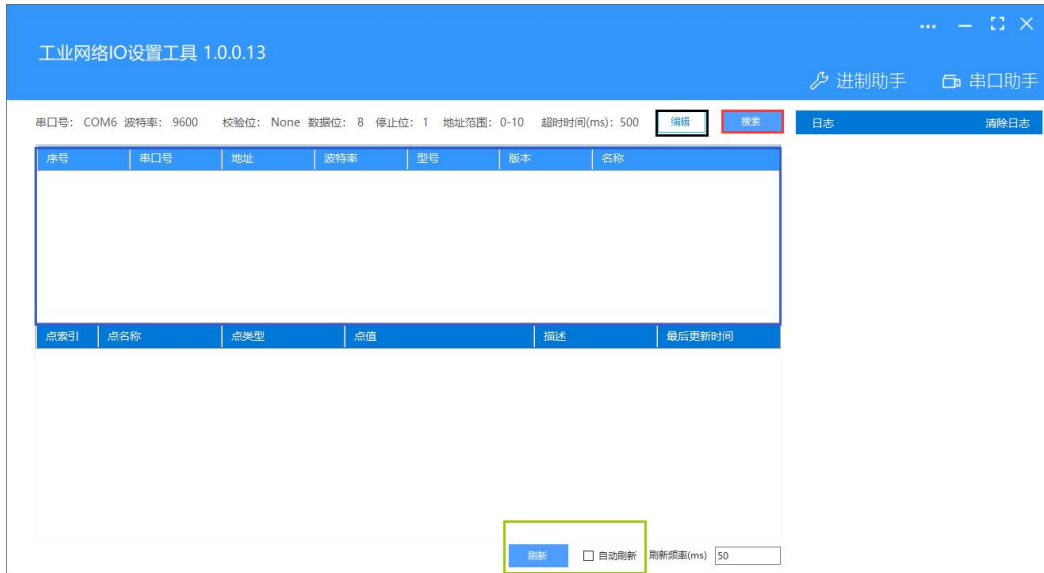 工业网络IO设置工具 1.0.0.13
进制助手 串口助手
串口号: COM6 波特率: 9600 校验位: None 数据位: 8 停止位: 1 地址范围: 0-10 超时时间(ms): 500 编辑 搜索
日志 清除日志
序号 串口号 地址 波特率 型号 版本 名称
点索引 点名称 点类型 点值 描述 最后更新时间
刷新 自动刷新 刷新频率(ms) 50